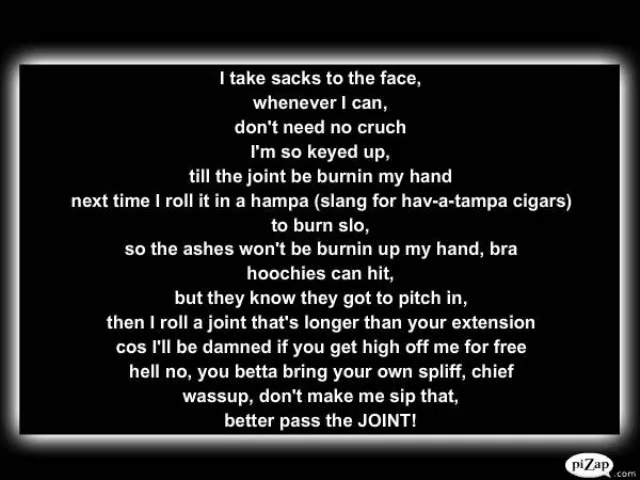 I take sacks to the face,
whenever I can,
don't need no cruch
I'm so keyed up,
till the joint be burnin my hand
next time I roll it in a hampa (slang for hav-a-tampa cigars)
to burn slo,
so the ashes won't be burnin up my hand, bra
hoochies can hit,
but they know they got to pitch in,
then I roll a joint that's longer than your extension
cos I'll be damned if you get high off me for free
hell no, you betta bring your own spliff, chief
wassup, don't make me sip that,
better pass the JOINT!
piZap.com